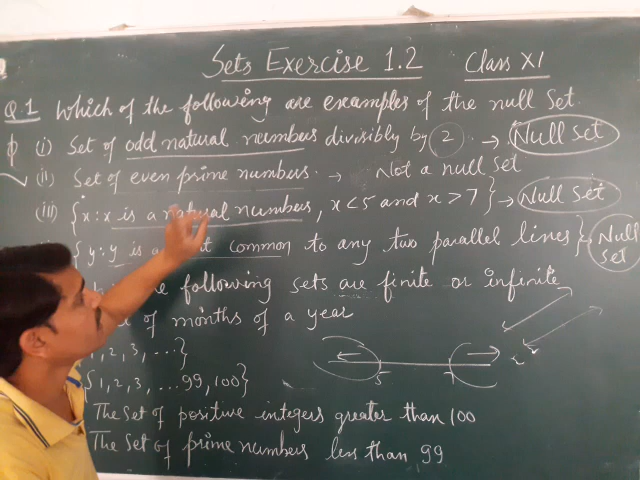 Sets Exercise 1.2 Class XI
Q.1 Which of the following are examples of the null set.
ϕ (i) Set of odd natural numbers divisibly by 2. → Null Set
(ii) Set of even prime numbers. → Not a null set
(iii) {x : x is a natural numbers, x < 5 and x > 7} → Null Set
{y : y is a common to any two parallel lines} Null Set
following sets are finite or infinite
of months of a year
1, 2, 3, ...}
{1, 2, 3, ... 99, 100}
5 7
The set of positive integers greater than 100
The set of prime numbers less than 99